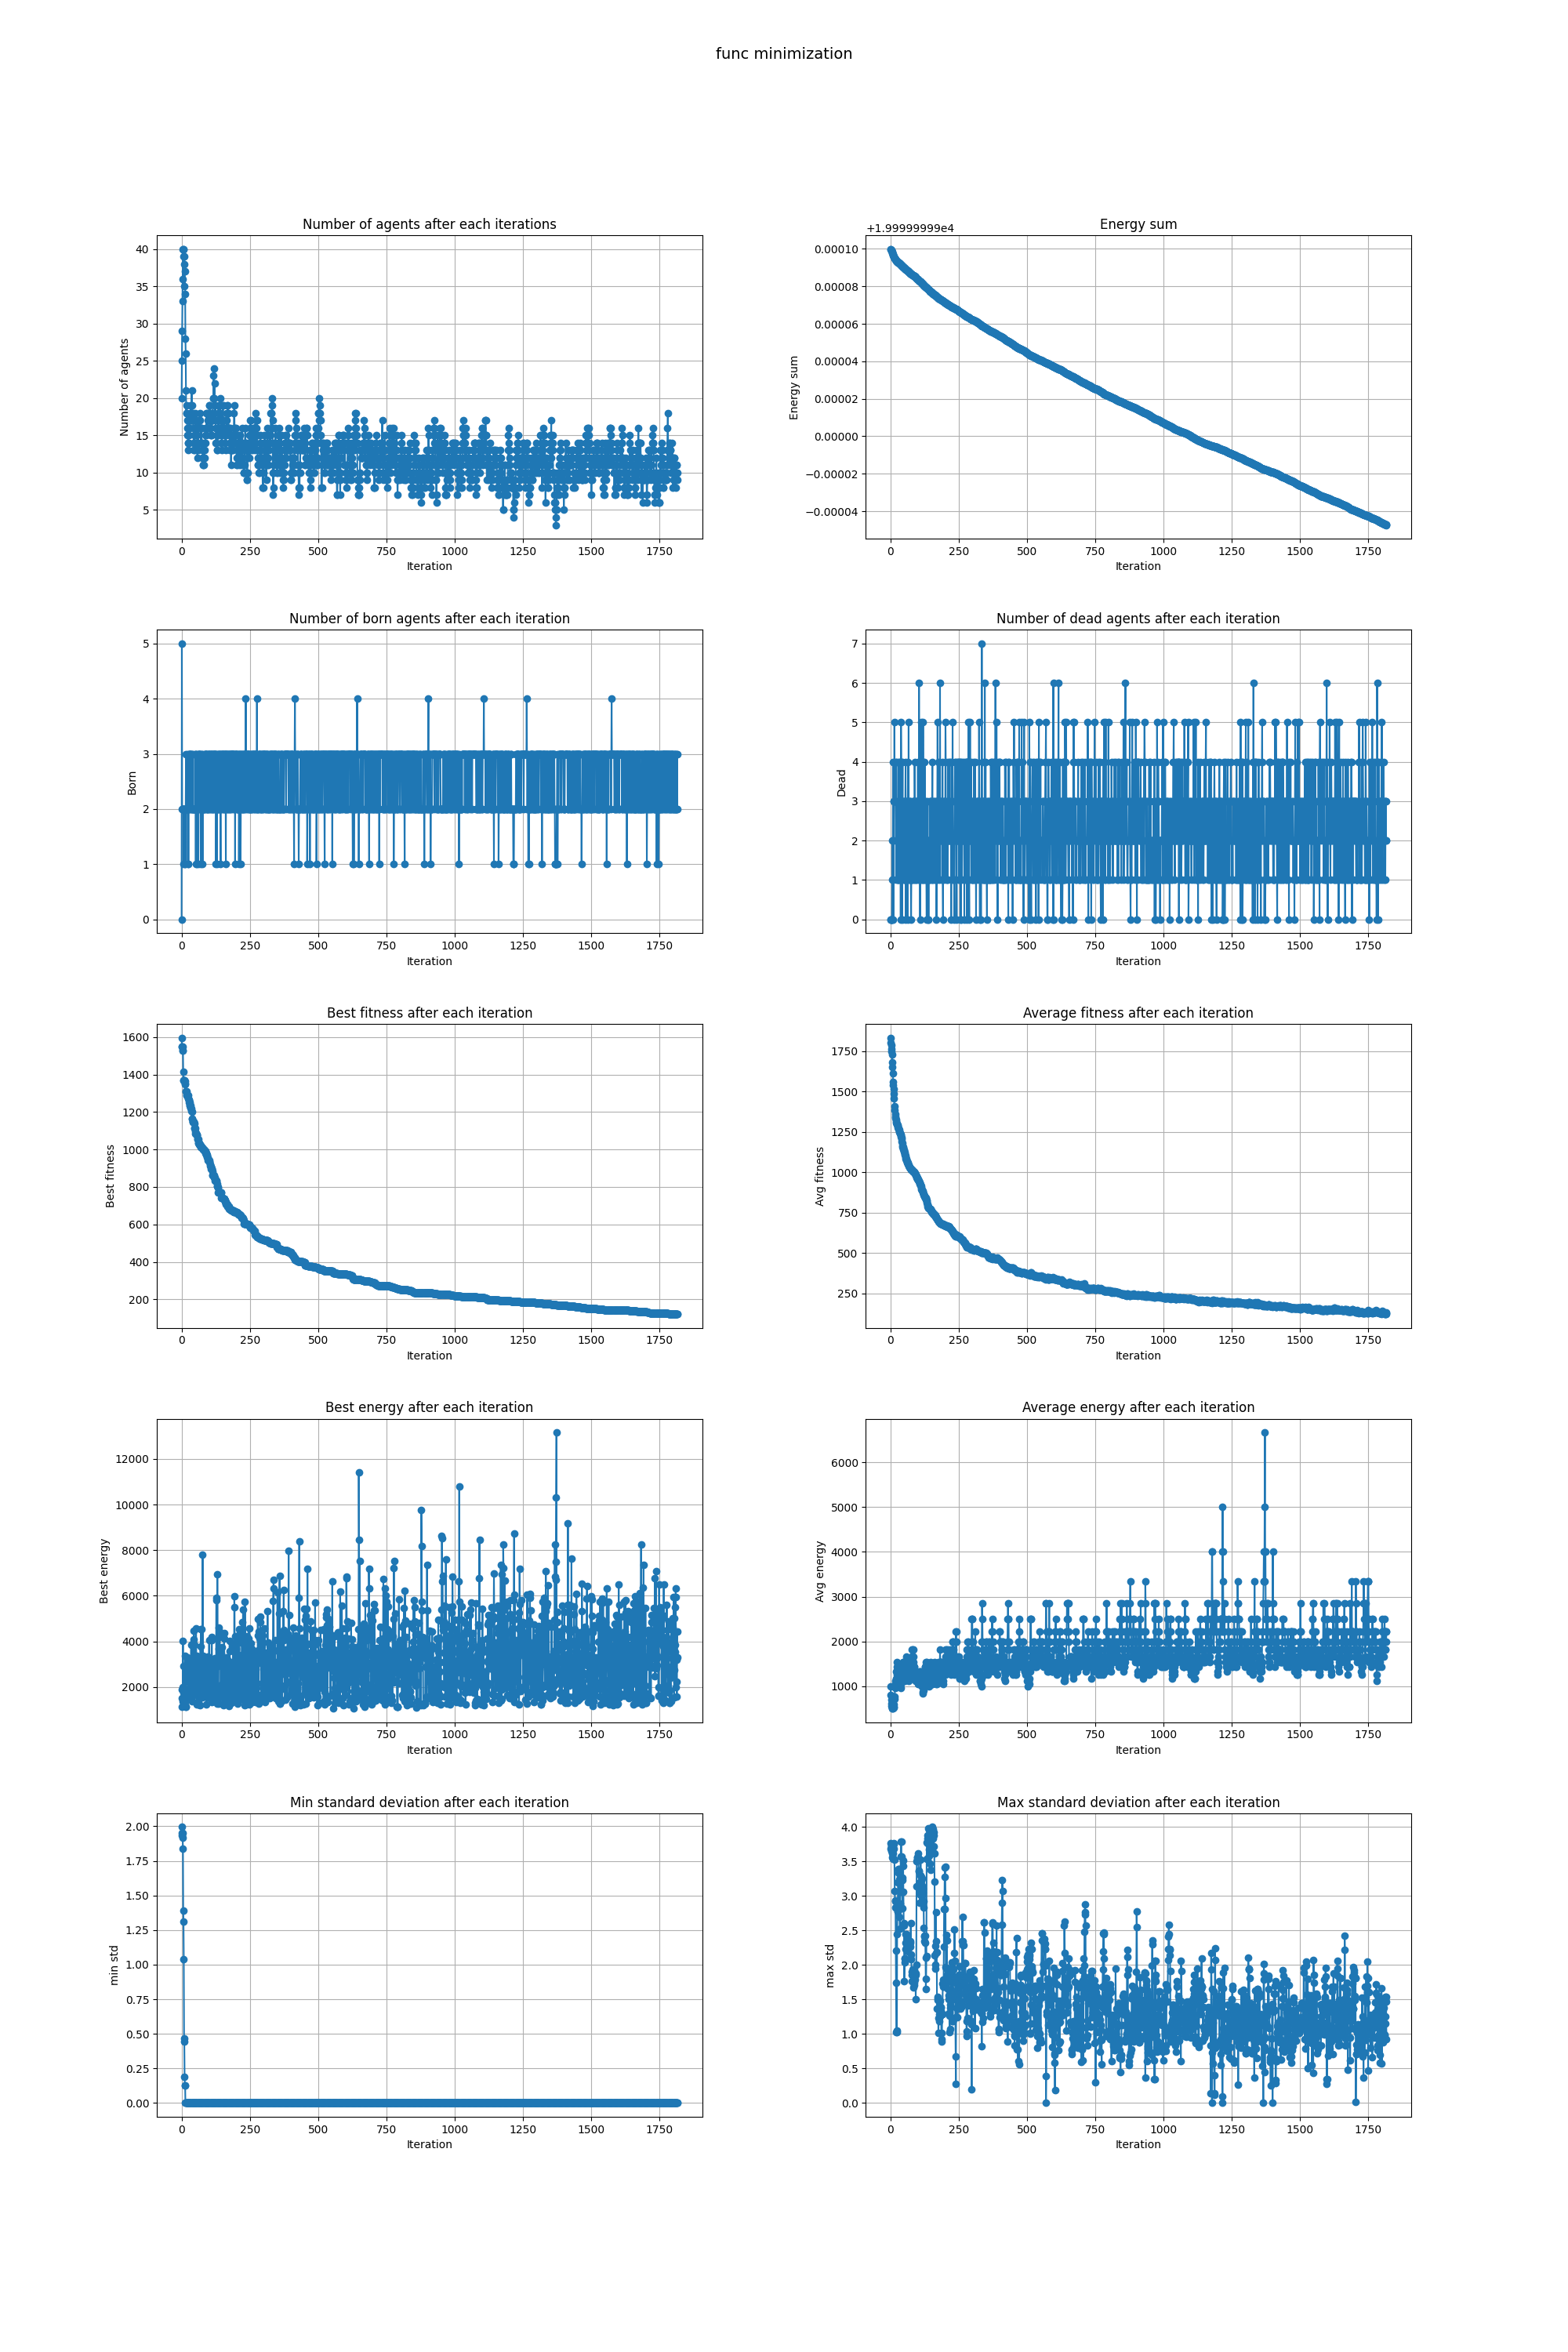 func minimization
Number of agents after each iterations
Number of agents
40
35
30
25
20
15
10
5
0 250 500 750 1000 1250 1500 1750
Iteration
Energy sum
+1.99999999e4
Energy sum
0.00010
0.00008
0.00006
0.00004
0.00002
0.00000
−0.00002
−0.00004
0 250 500 750 1000 1250 1500 1750
Iteration
Number of born agents after each iteration
Born
5
4
3
2
1
0
0 250 500 750 1000 1250 1500 1750
Iteration
Number of dead agents after each iteration
Dead
7
6
5
4
3
2
1
0
0 250 500 750 1000 1250 1500 1750
Iteration
Best fitness after each iteration
Best fitness
1600
1400
1200
1000
800
600
400
200
0 250 500 750 1000 1250 1500 1750
Iteration
Average fitness after each iteration
Avg fitness
1750
1500
1250
1000
750
500
250
0 250 500 750 1000 1250 1500 1750
Iteration
Best energy after each iteration
Best energy
12000
10000
8000
6000
4000
2000
0 250 500 750 1000 1250 1500 1750
Iteration
Average energy after each iteration
Avg energy
6000
5000
4000
3000
2000
1000
0 250 500 750 1000 1250 1500 1750
Iteration
Min standard deviation after each iteration
min std
2.00
1.75
1.50
1.25
1.00
0.75
0.50
0.25
0.00
0 250 500 750 1000 1250 1500 1750
Iteration
Max standard deviation after each iteration
max std
4.0
3.5
3.0
2.5
2.0
1.5
1.0
0.5
0.0
0 250 500 750 1000 1250 1500 1750
Iteration